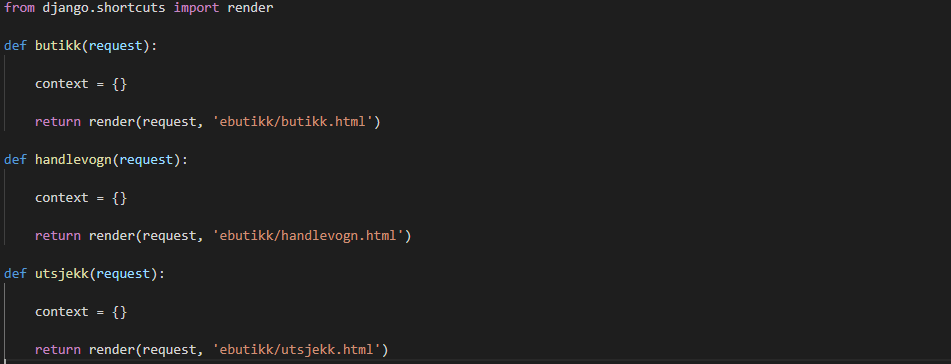 from django.shortcuts import render
def butikk(request):
    context = {}
    return render(request, 'ebutikk/butikk.html')
def handlevogn(request):
    context = {}
    return render(request, 'ebutikk/handlevogn.html')
def utsjekk(request):
    context = {}
    return render(request, 'ebutikk/utsjekk.html')